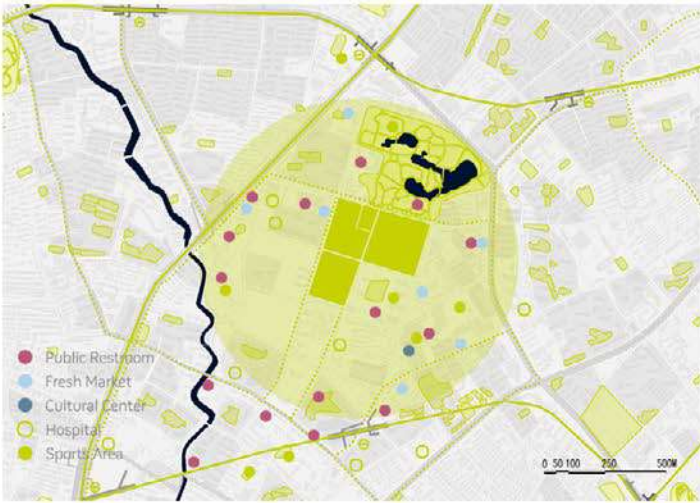 Public Restroom
Fresh Market
Cultural Center
Hospital
Sports Area
0 50 100 250 500M